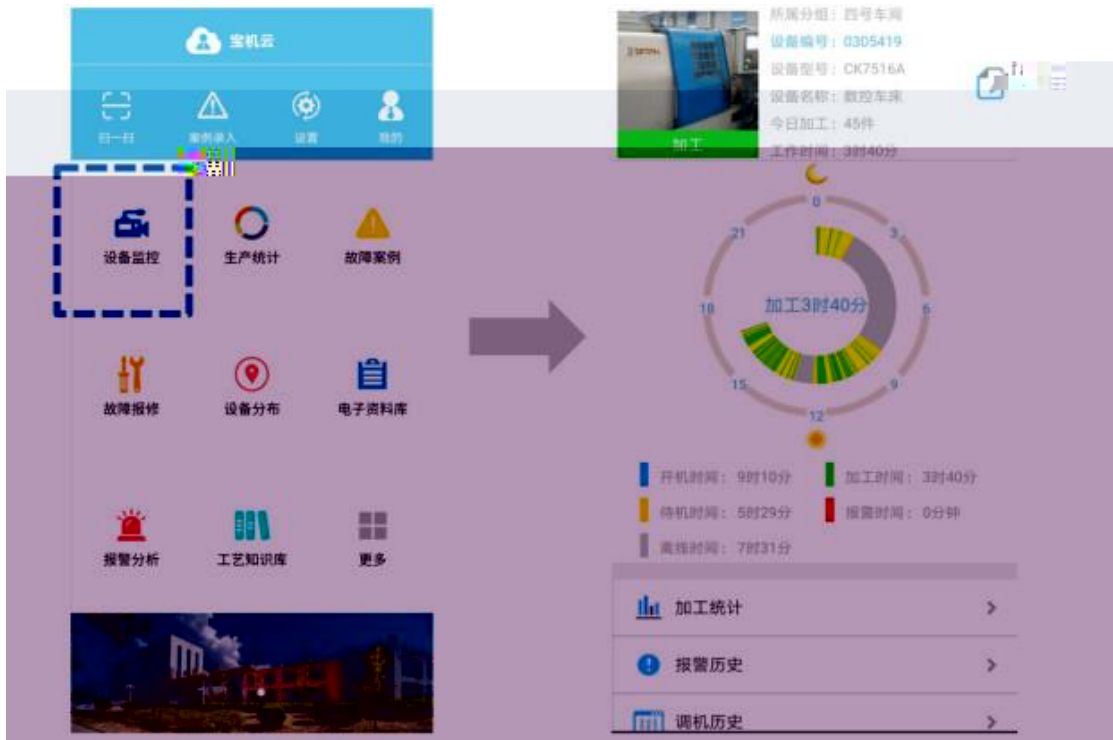 宝机云
扫一扫
案例录入
设置
我的
设备监控
生产统计
故障案例
故障报修
设备分布
电子资料库
报警分析
工艺知识库
更多
所属分组：四号车间
设备编号：0305419
设备型号：CK7516A
设备名称：数控车床
今日加工：45件
工作时间：3时40分
加工
0
3
6
9
12
15
18
21
加工3时40分
开机时间：9时10分
加工时间：3时40分
待机时间：5时29分
报警时间：0分钟
离线时间：7时31分
加工统计
报警历史
调机历史